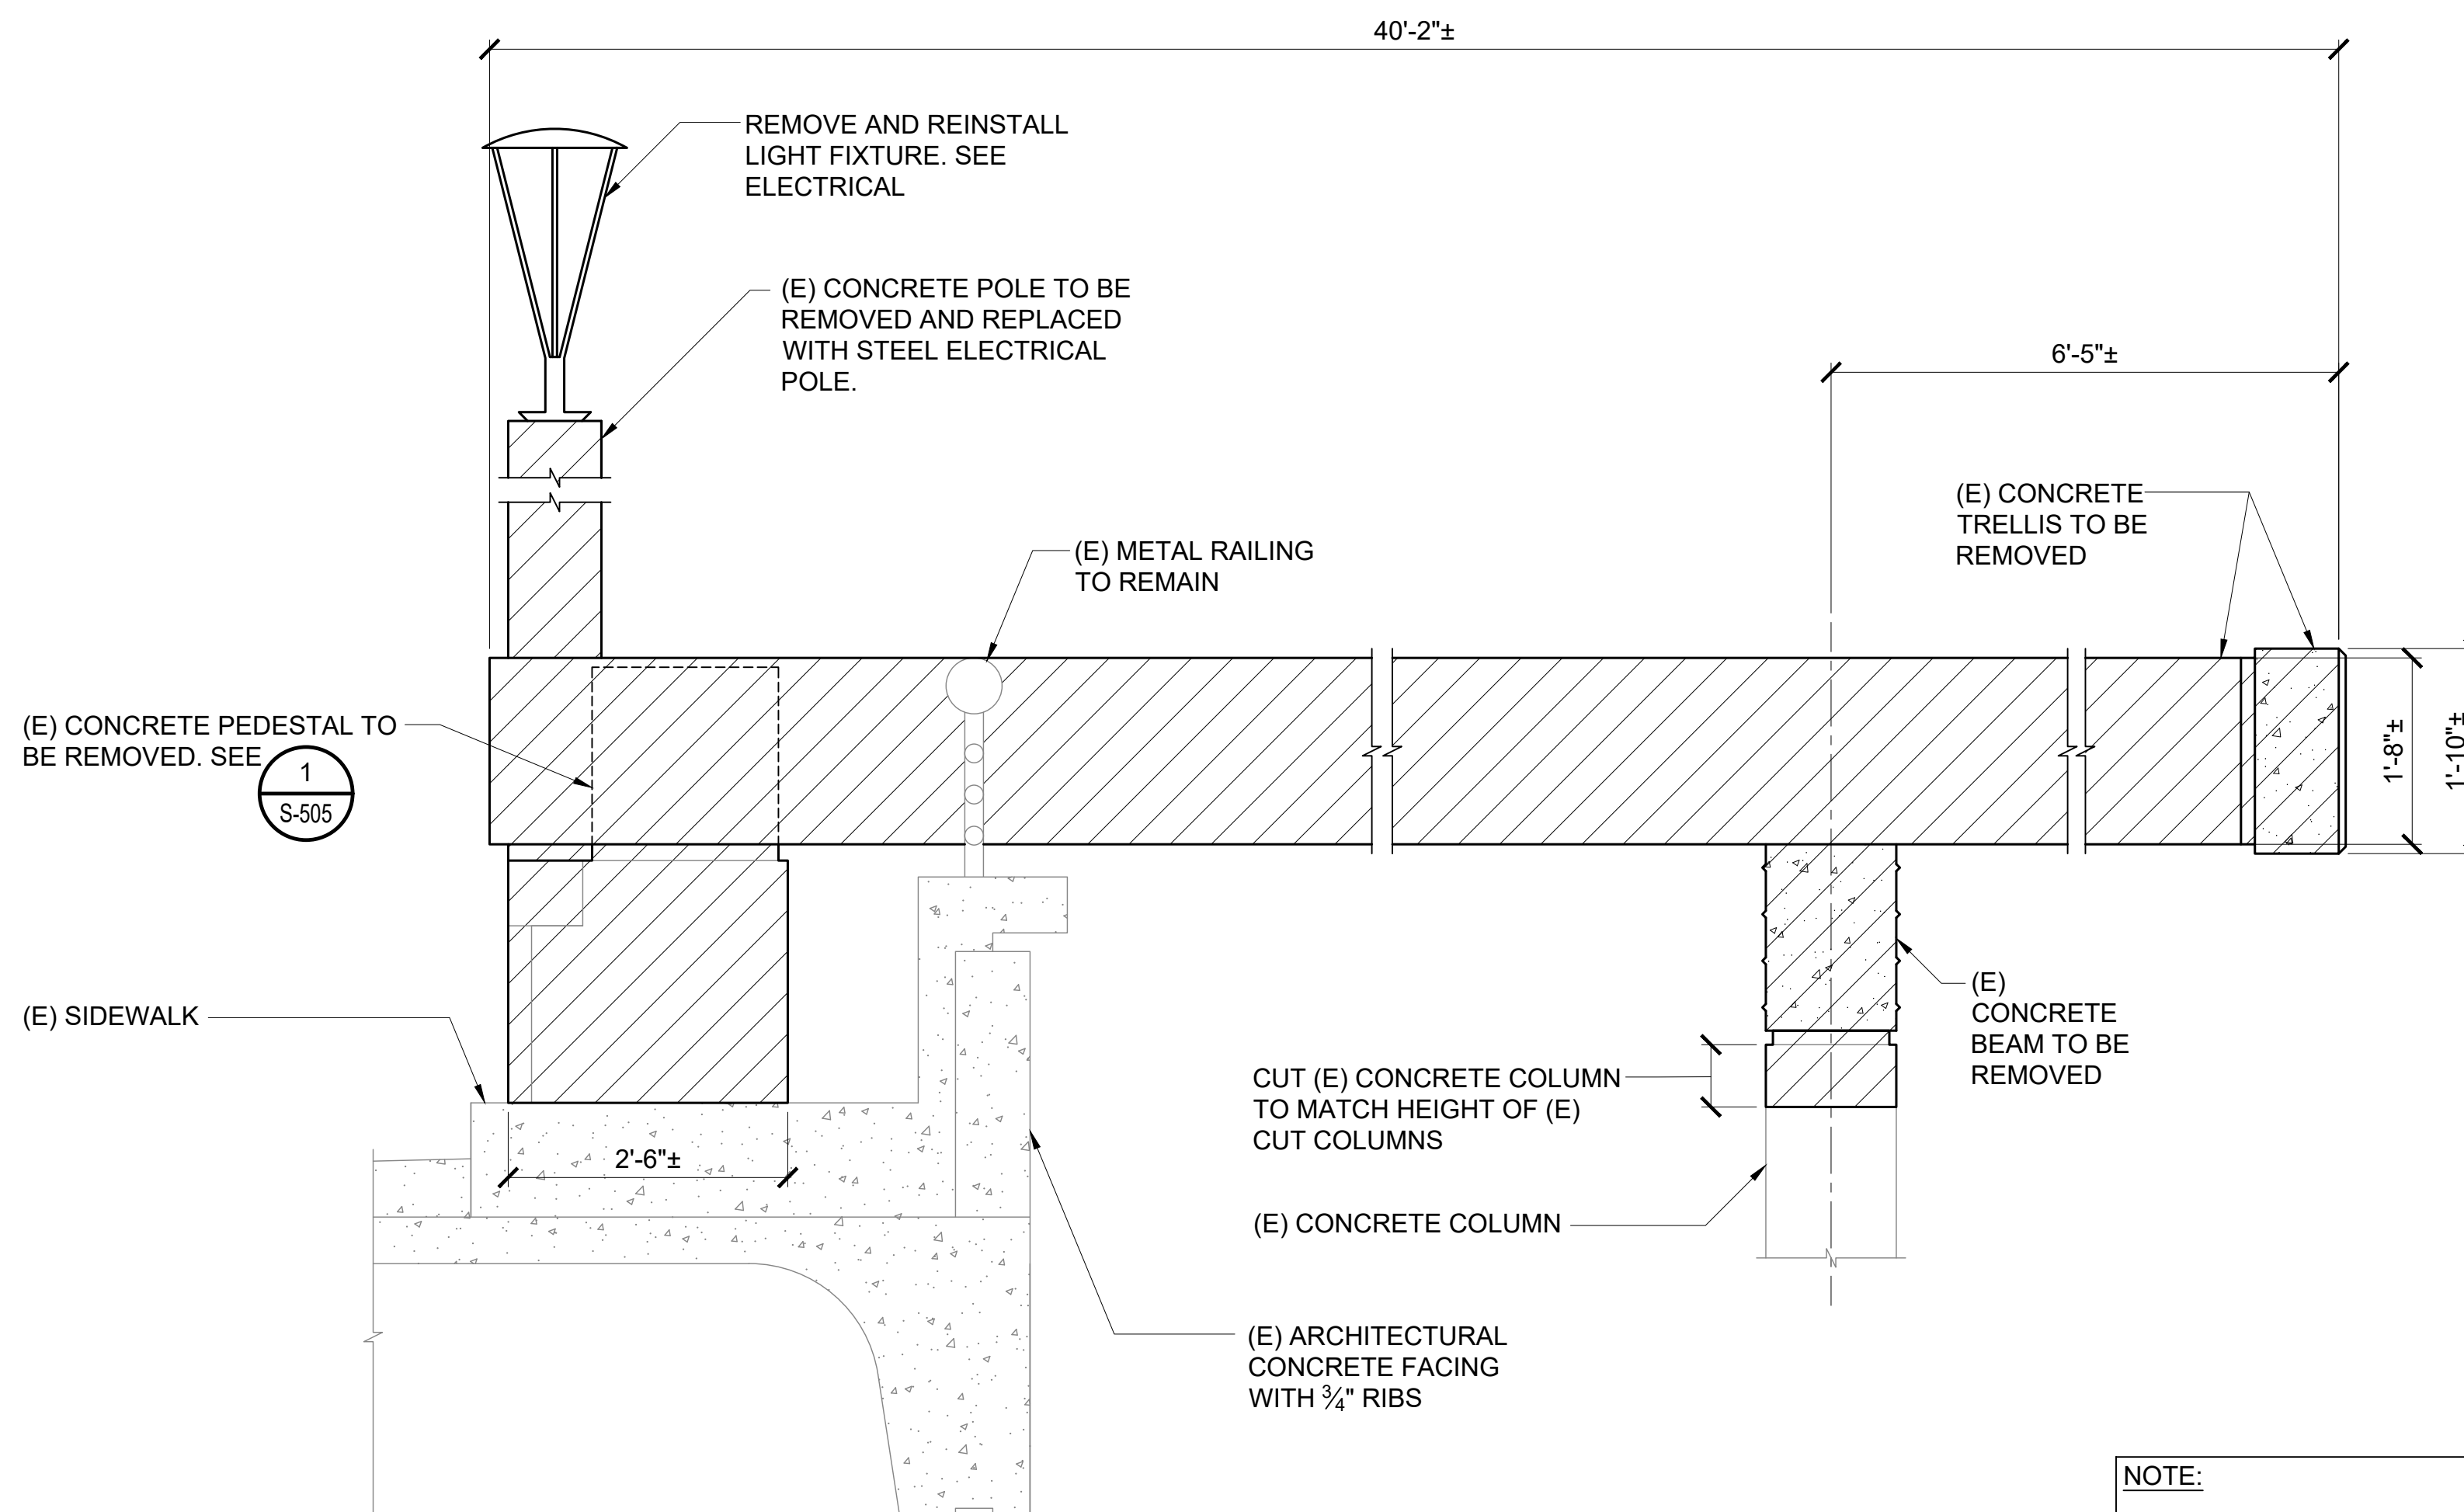 40'-2"±
REMOVE AND REINSTALL
LIGHT FIXTURE. SEE
ELECTRICAL
(E) CONCRETE POLE TO BE
REMOVED AND REPLACED
WITH STEEL ELECTRICAL
POLE.
6'-5"±
(E) CONCRETE
TRELLIS TO BE
REMOVED
(E) METAL RAILING
TO REMAIN
(E) CONCRETE PEDESTAL TO
BE REMOVED. SEE
1
S-505
1'-8"±
1'-10"±
(E) SIDEWALK
2'-6"±
(E)
CONCRETE
BEAM TO BE
REMOVED
CUT (E) CONCRETE COLUMN
TO MATCH HEIGHT OF (E)
CUT COLUMNS
(E) CONCRETE COLUMN
(E) ARCHITECTURAL
CONCRETE FACING
WITH ¾" RIBS
NOTE: